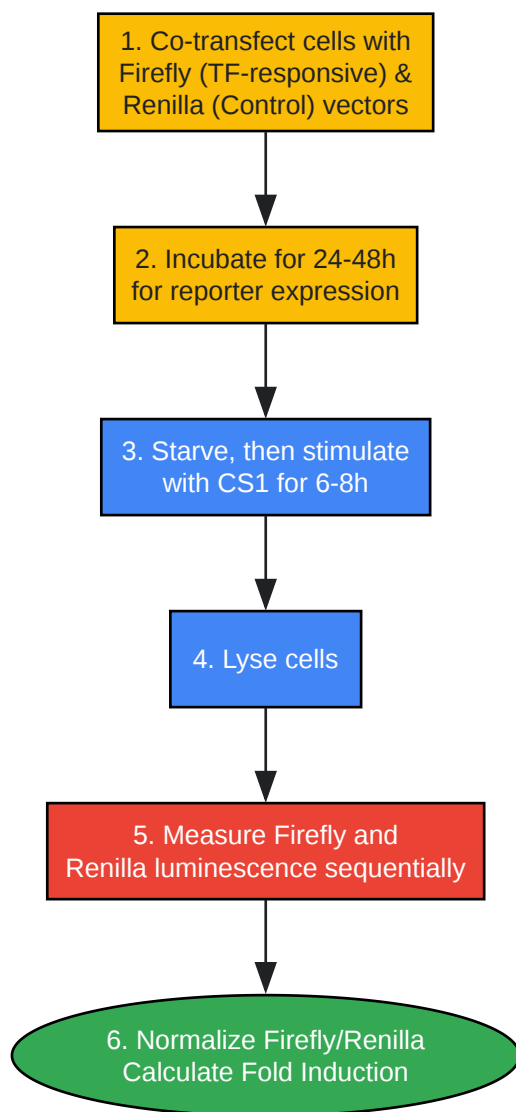 1. Co-transfect cells with
Firefly (TF-responsive) &
Renilla (Control) vectors
2. Incubate for 24-48h
for reporter expression
3. Starve, then stimulate
with CS1 for 6-8h
4. Lyse cells
5. Measure Firefly and
Renilla luminescence sequentially
6. Normalize Firefly/Renilla
Calculate Fold Induction